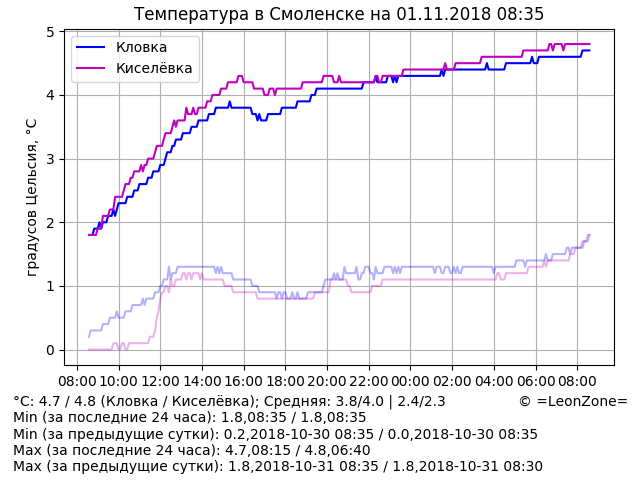 Температура в Смоленске на 01.11.2018 08:35
Кловка
Киселёвка
градусов Цельсия, °C
5
4
3
2
1
0
08:00 10:00 12:00 14:00 16:00 18:00 20:00 22:00 00:00 02:00 04:00 06:00 08:00
°C: 4.7 / 4.8 (Кловка / Киселёвка); Средняя: 3.8/4.0 | 2.4/2.3 © =LeonZone=
Min (за последние 24 часа): 1.8,08:35 / 1.8,08:35
Min (за предыдущие сутки): 0.2,2018-10-30 08:35 / 0.0,2018-10-30 08:35
Max (за последние 24 часа): 4.7,08:15 / 4.8,06:40
Max (за предыдущие сутки): 1.8,2018-10-31 08:35 / 1.8,2018-10-31 08:30